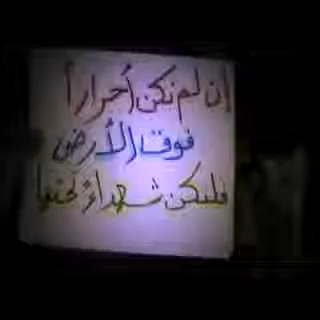 إن لم نكن أحراراً
فوق الأرض
فلنكن شهداء تحتها